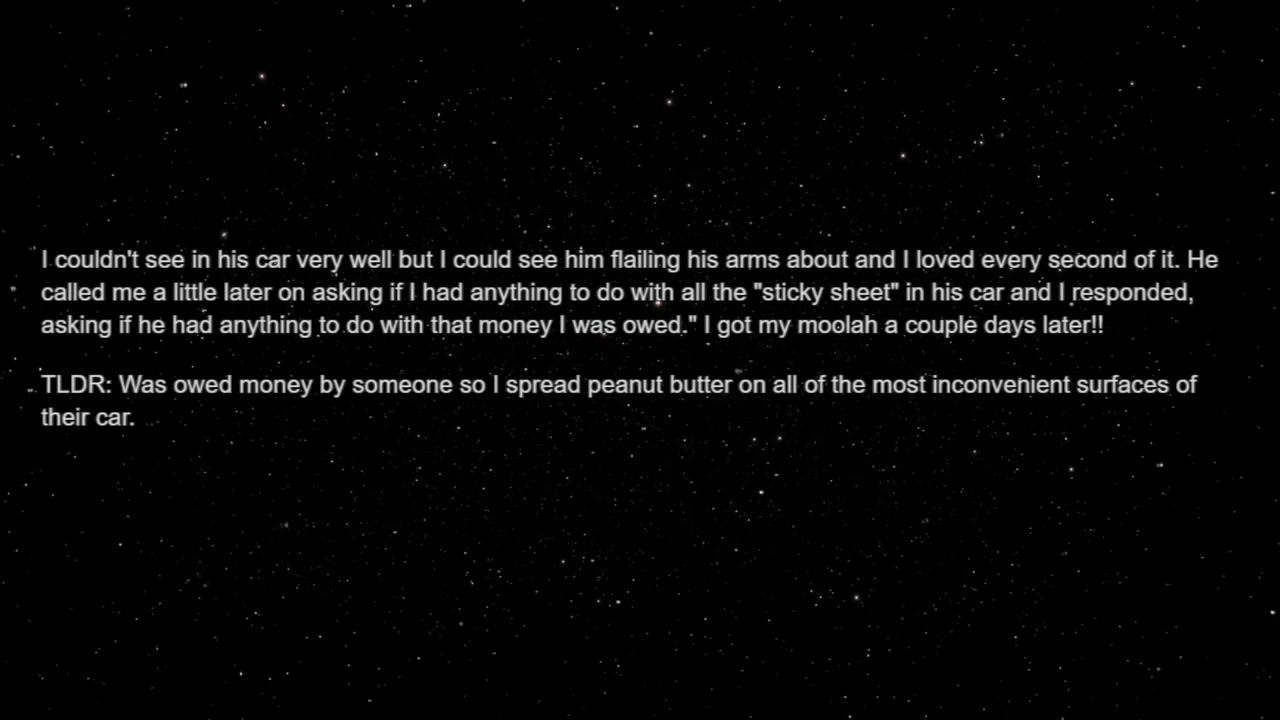 I couldn't see in his car very well but I could see him flailing his arms about and I loved every second of it. He
called me a little later on asking if I had anything to do with all the "sticky sheet" in his car and I responded,
asking if he had anything to do with that money I was owed." I got my moolah a couple days later!!
TLDR: Was owed money by someone so I spread peanut butter on all of the most inconvenient surfaces of
their car.